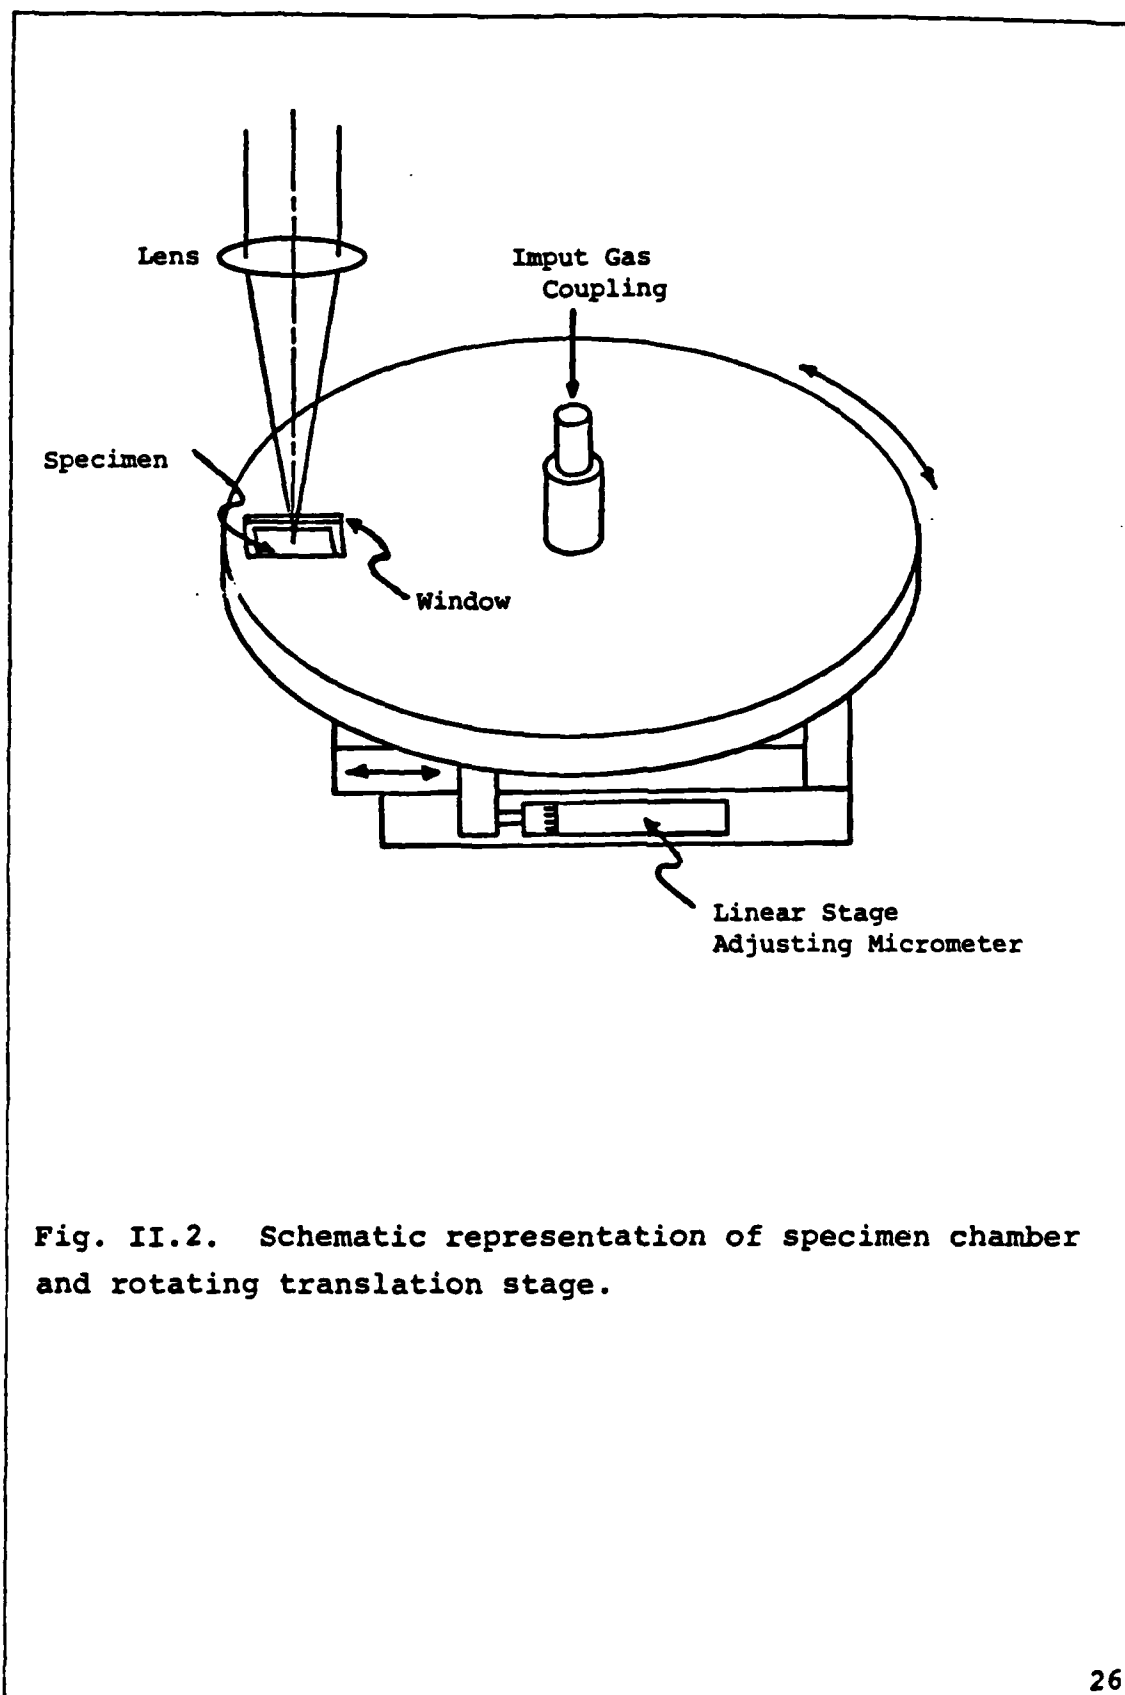 Lens
Imput Gas
Coupling
Specimen
Window
Linear Stage
Adjusting Micrometer
Fig. II.2. Schematic representation of specimen chamber
and rotating translation stage.
26